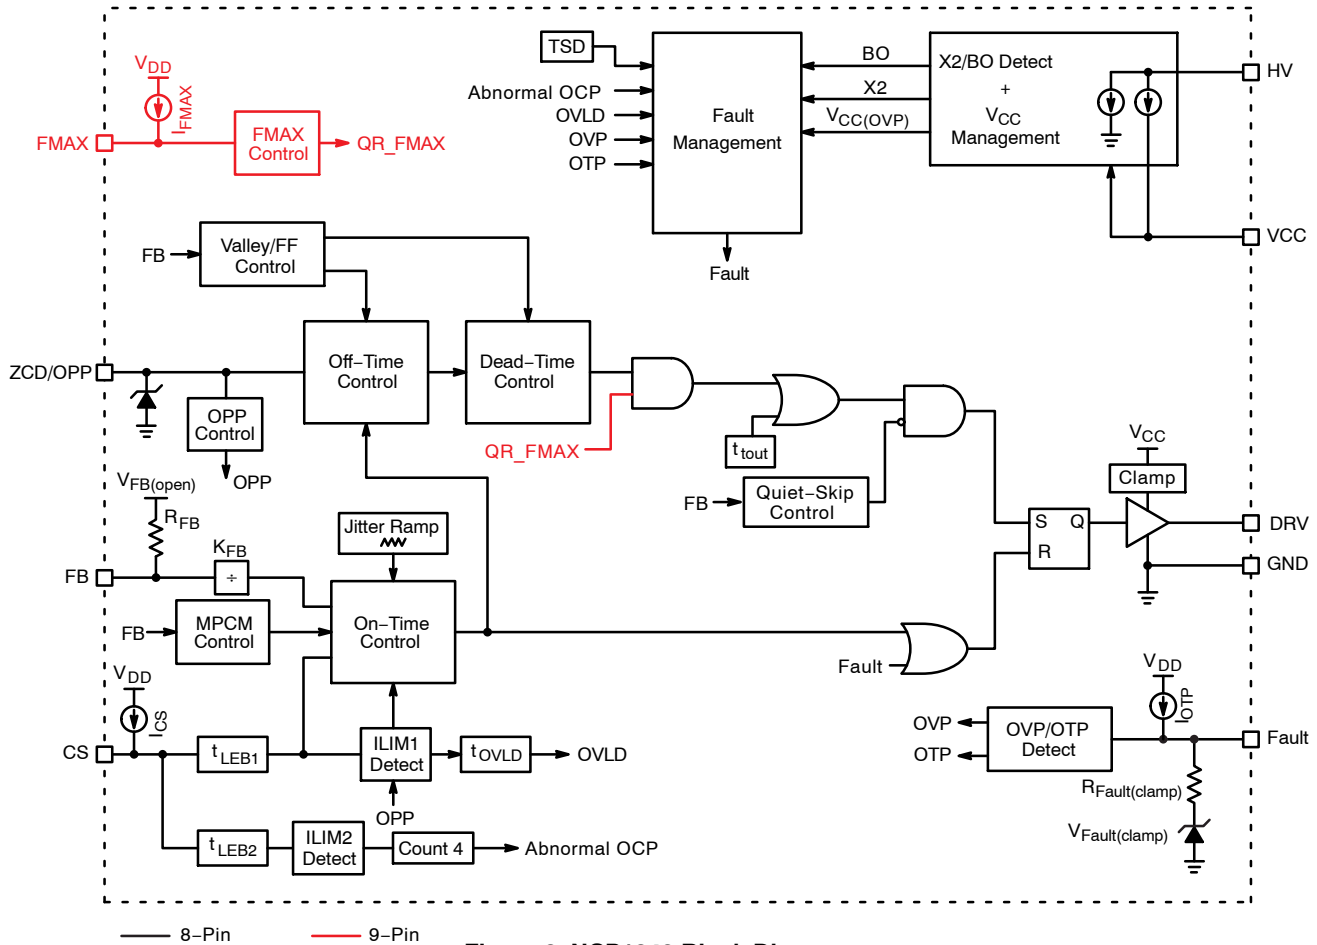 TSD
Abnormal OCP
OVLD
OVP
OTP
Fault
Management
Fault
BO
X2
VCC(OVP)
X2/BO Detect
+
VCC
Management
HV
VCC
VDD
IFMAX
FMAX
FMAX
Control
QR_FMAX
FB
Valley/FF
Control
ZCD/OPP
Off−Time
Control
Dead−Time
Control
OPP
Control
OPP
QR_FMAX
ttout
FB
Quiet−Skip
Control
VCC
Clamp
S
Q
R
DRV
GND
VFB(open)
RFB
KFB
FB
÷
Jitter Ramp
FB
MPCM
Control
On−Time
Control
Fault
VDD
ICS
CS
tLEB1
ILIM1
Detect
tOVLD
OVLD
OPP
tLEB2
ILIM2
Detect
Count 4
Abnormal OCP
VDD
IOTP
OVP
OTP
OVP/OTP
Detect
Fault
RFault(clamp)
VFault(clamp)
8−Pin
9−Pin